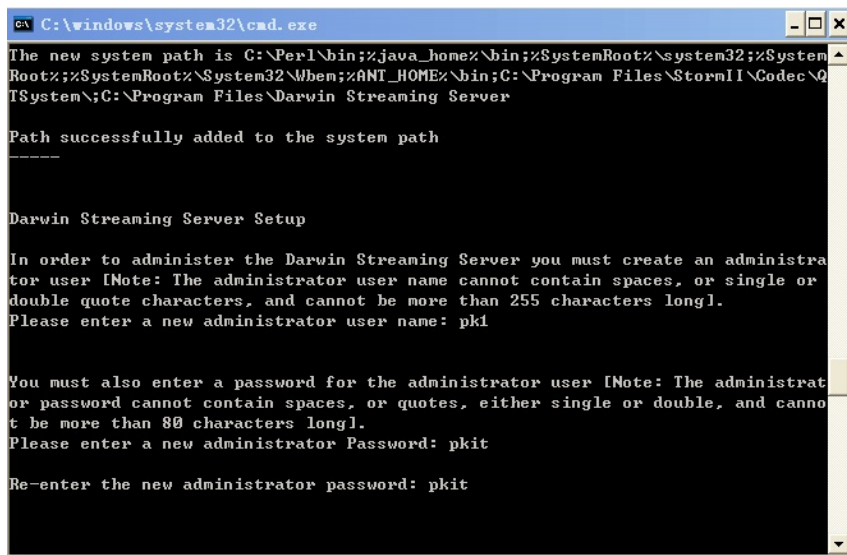 C:\windows\system32\cmd.exe
The new system path is C:\Perl\bin;%java_home%\bin;%SystemRoot%\system32;%System
Root%;%SystemRoot%\System32\Wbem;%ANT_HOME%\bin;C:\Program Files\StormII\Codec\Q
TSystem\;C:\Program Files\Darwin Streaming Server
Path successfully added to the system path
-----
Darwin Streaming Server Setup
In order to administer the Darwin Streaming Server you must create an administra
tor user [Note: The administrator user name cannot contain spaces, or single or
double quote characters, and cannot be more than 255 characters long].
Please enter a new administrator user name: pk1
You must also enter a password for the administrator user [Note: The administrat
or password cannot contain spaces, or quotes, either single or double, and canno
t be more than 80 characters long].
Please enter a new administrator Password: pkit
Re-enter the new administrator password: pkit